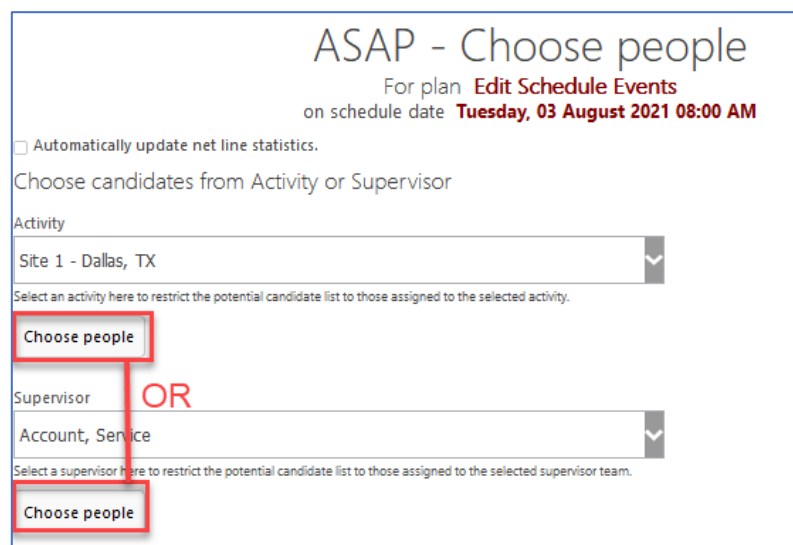 ASAP - Choose people
For plan Edit Schedule Events
on schedule date Tuesday, 03 August 2021 08:00 AM
Automatically update net line statistics.
Choose candidates from Activity or Supervisor
Activity
Site 1 - Dallas, TX
Select an activity here to restrict the potential candidate list to those assigned to the selected activity.
Choose people
OR
Supervisor
Account, Service
Select a supervisor here to restrict the potential candidate list to those assigned to the selected supervisor team.
Choose people